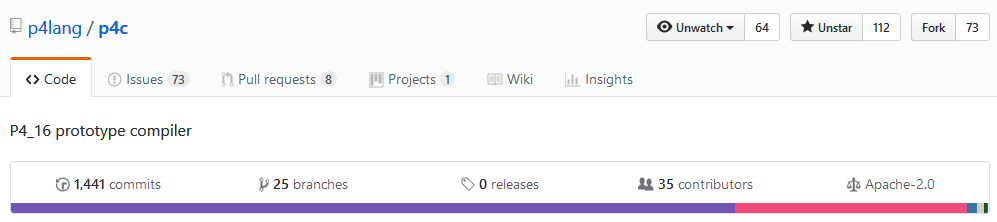 p4lang / p4c Unwatch 64 Unstar 112 Fork 73
Code Issues 73 Pull requests 8 Projects 1 Wiki Insights
P4_16 prototype compiler
1,441 commits 25 branches 0 releases 35 contributors Apache-2.0